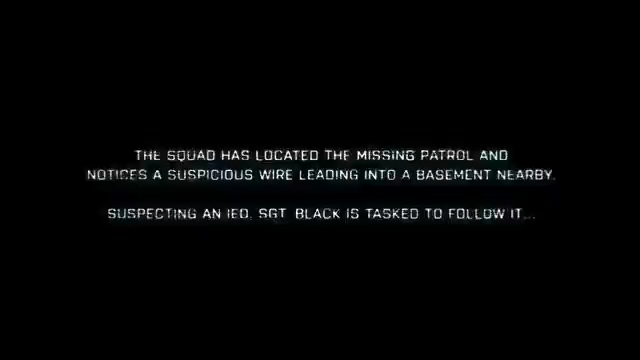 THE SQUAD HAS LOCATED THE MISSING PATROL AND
NOTICES A SUSPICIOUS WIRE LEADING INTO A BASEMENT NEARBY.
SUSPECTING AN IED, SGT. BLACK IS TASKED TO FOLLOW IT...